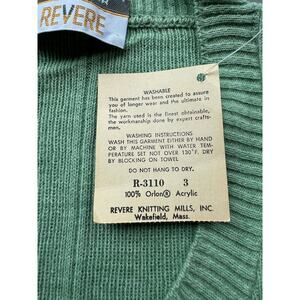 REVERE
WASHABLE
This garment has been created to assure
you of longer wear and the ultimate in
fashion.
The yarn used is the finest obtainable,
the workmanship done by expert crafts-
men.
WASHING INSTRUCTIONS
WASH THIS GARMENT EITHER BY HAND
OR BY MACHINE WITH WATER TEM-
PERATURE SET NOT OVER 130°F. DRY
BY BLOCKING ON TOWEL
DO NOT HANG TO DRY.
R-3110 3
100% Orlon® Acrylic
REVERE KNITTING MILLS, INC.
Wakefield, Mass.